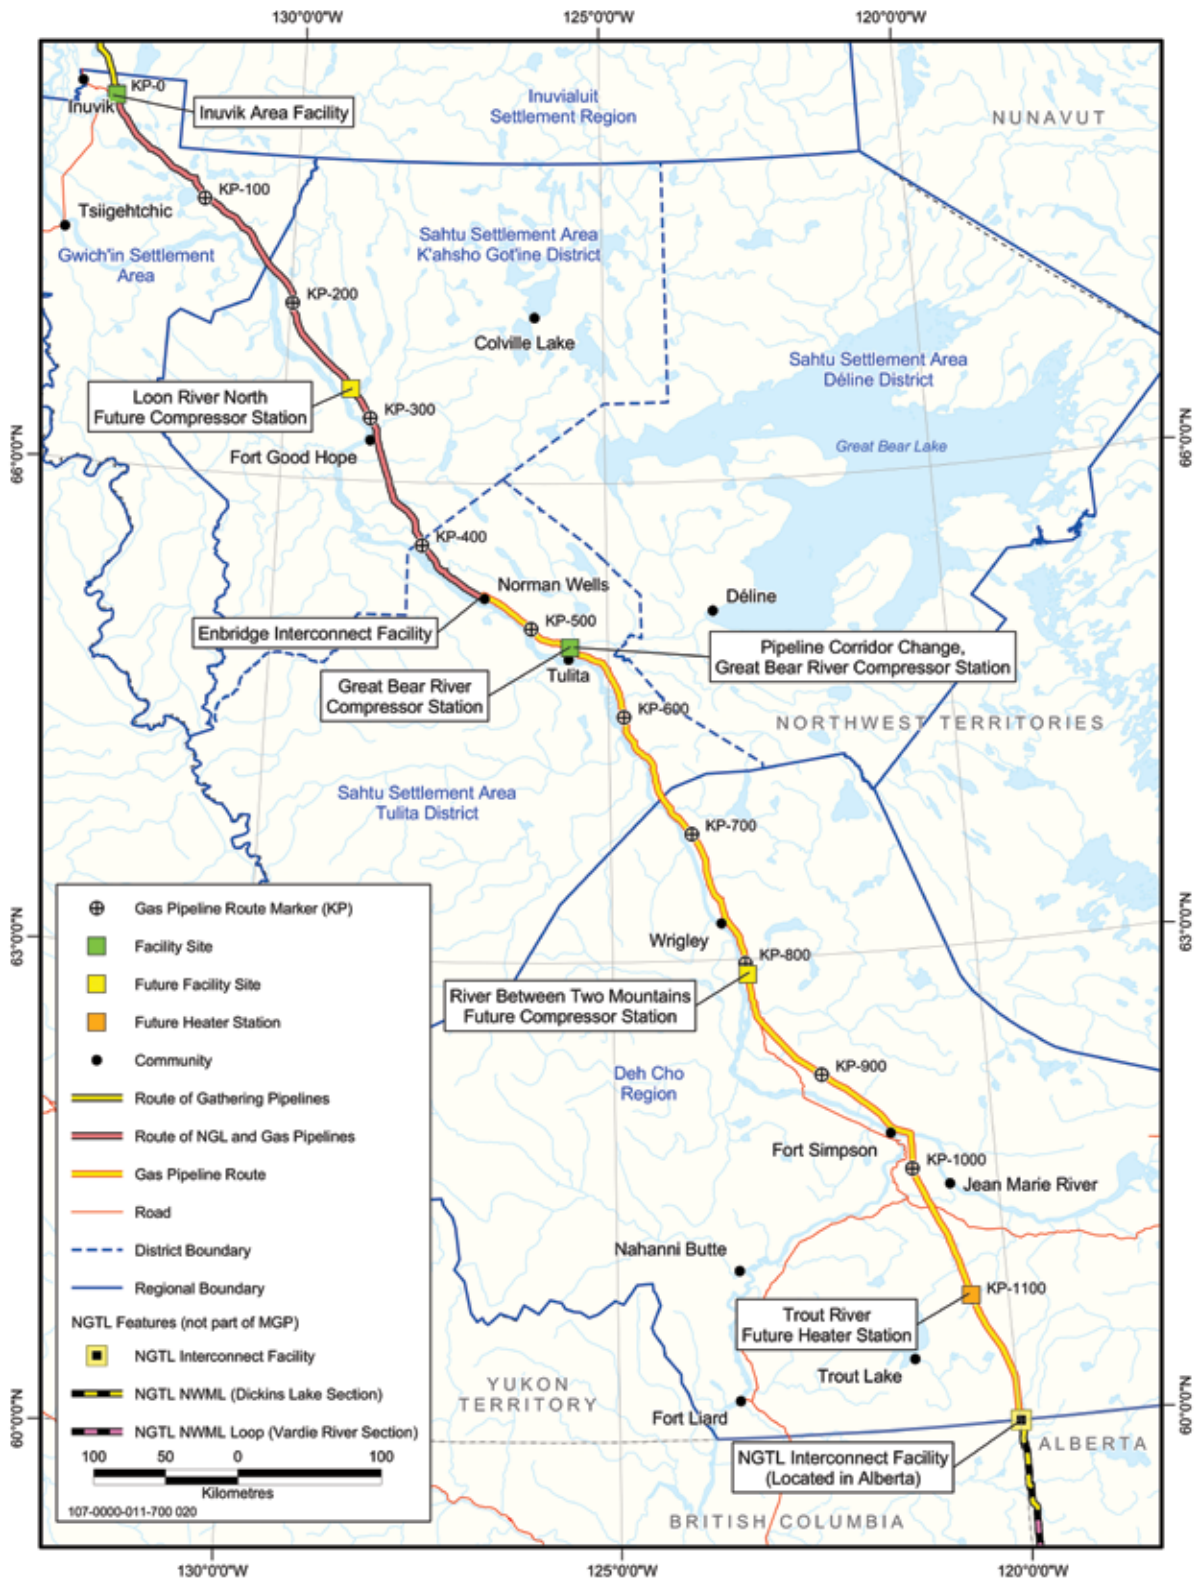 130°0'0"W
125°0'0"W
120°0'0"W
KP-0
Inuvik
Inuvik Area Facility
Inuvialuit
Settlement Region
NUNAVUT
KP-100
Tsiigehtchic
Gwich'in Settlement
Area
Sahtu Settlement Area
K'ahsho Got'ine District
KP-200
Colville Lake
Sahtu Settlement Area
Déline District
Loon River North
Future Compressor Station
KP-300
Fort Good Hope
Great Bear Lake
66°0'0"N
66°0'0"N
KP-400
Norman Wells
Déline
KP-500
Enbridge Interconnect Facility
Pipeline Corridor Change,
Great Bear River Compressor Station
Tulita
Great Bear River
Compressor Station
KP-600
NORTHWEST TERRITORIES
Sahtu Settlement Area
Tulita District
KP-700
Wrigley
63°0'0"N
63°0'0"N
KP-800
River Between Two Mountains
Future Compressor Station
Deh Cho
Region
KP-900
Fort Simpson
KP-1000
Jean Marie River
Nahanni Butte
KP-1100
Trout River
Future Heater Station
Trout Lake
YUKON
TERRITORY
Fort Liard
60°0'0"N
60°0'0"N
NGTL Interconnect Facility
(Located in Alberta)
ALBERTA
BRITISH COLUMBIA
Gas Pipeline Route Marker (KP)
Facility Site
Future Facility Site
Future Heater Station
Community
Route of Gathering Pipelines
Route of NGL and Gas Pipelines
Gas Pipeline Route
Road
District Boundary
Regional Boundary
NGTL Features (not part of MGP)
NGTL Interconnect Facility
NGTL NWML (Dickins Lake Section)
NGTL NWML Loop (Vardie River Section)
100 50 0 100
Kilometres
107-0000-011-700 020
130°0'0"W
125°0'0"W
120°0'0"W